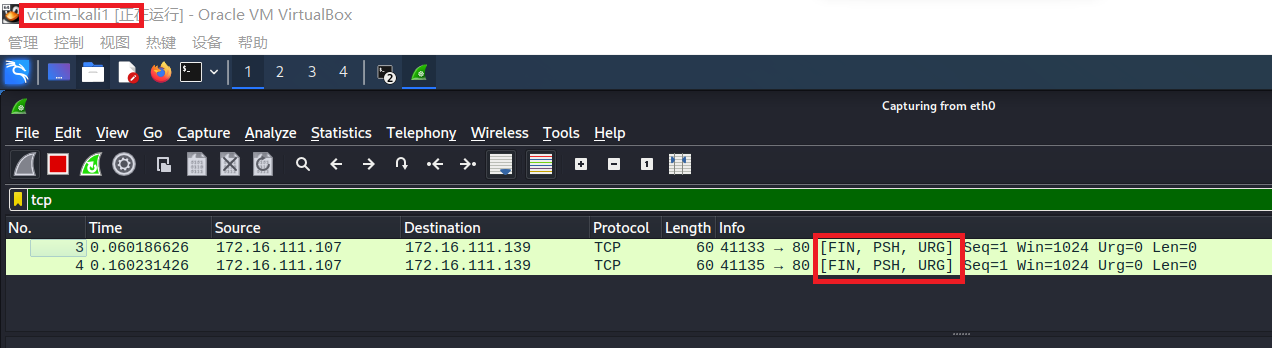 victim-kali1 [正在运行] - Oracle VM VirtualBox
管理 控制 视图 热键 设备 帮助
1 2 3 4 2
Capturing from eth0
File Edit View Go Capture Analyze Statistics Telephony Wireless Tools Help
tcp
No. Time Source Destination Protocol Length Info
3 0.060186626 172.16.111.107 172.16.111.139 TCP 60 41133 → 80 [FIN, PSH, URG] Seq=1 Win=1024 Urg=0 Len=0
4 0.160231426 172.16.111.107 172.16.111.139 TCP 60 41135 → 80 [FIN, PSH, URG] Seq=1 Win=1024 Urg=0 Len=0